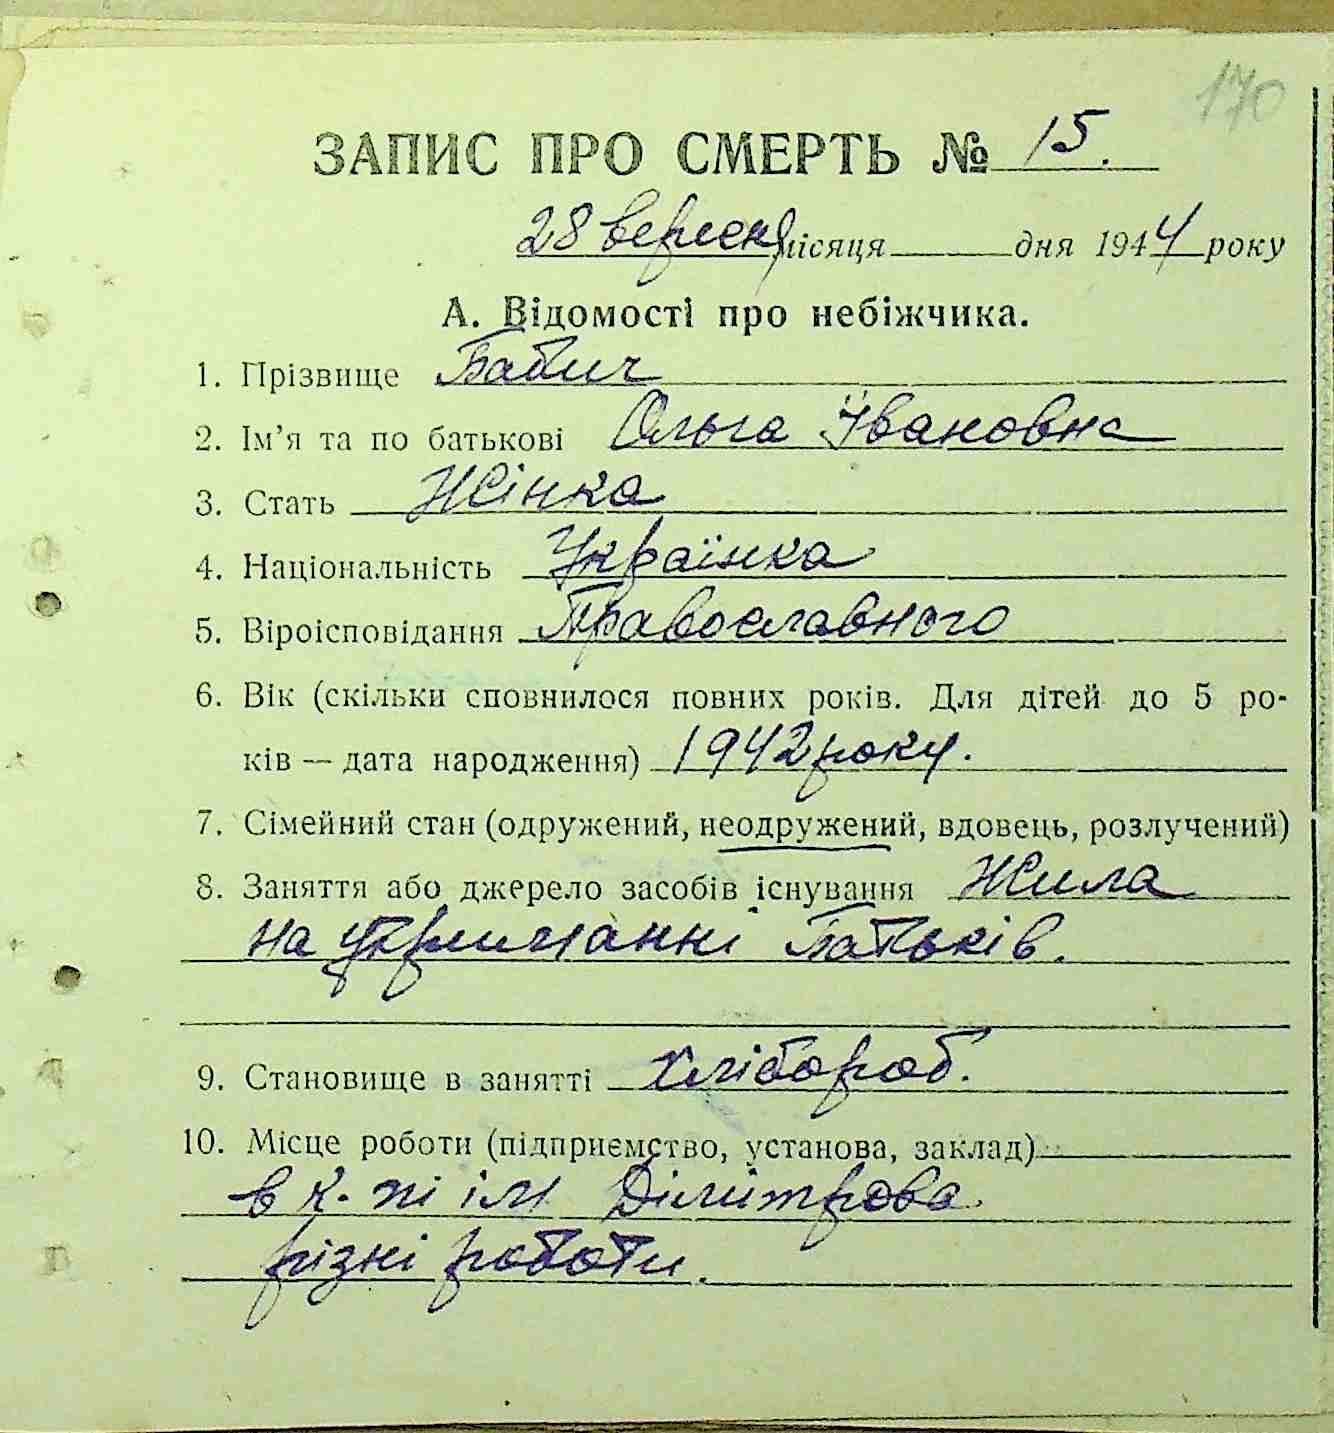 170
ЗАПИС ПРО СМЕРТЬ № 15.
28 вересня місяця дня 1944 року
А. Відомості про небіжчика.
1. Прізвище Бабич
2. Ім'я та по батькові Ольга Івановна
3. Стать Жінка
4. Національність Українка
5. Віроісповідання Православного
6. Вік (скільки сповнилося повних років. Для дітей до 5 ро-
ків — дата народження) 1942 року.
7. Сімейний стан (одружений, неодружений, вдовець, розлучений)
8. Заняття або джерело засобів існування Жила
на утриманні Батьків.
9. Становище в занятті хлібороб.
10. Місце роботи (підприємство, установа, заклад)
в к-пі ім Дімітрова
різні роботи.